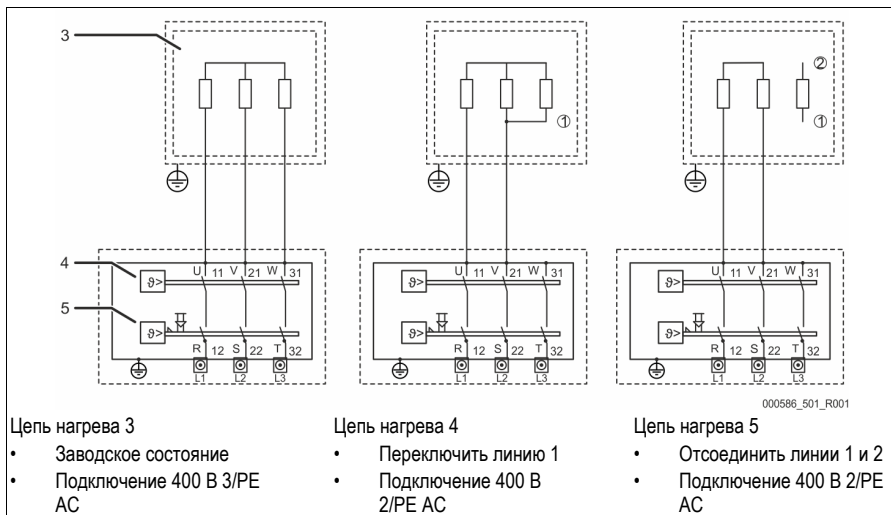 3
①
②
①
4
5
U 11 V 21 W 31
ϑ>
ϑ>
R 12 S 22 T 32
L1 L2 L3
U 11 V 21 W 31
ϑ>
ϑ>
R 12 S 22 T 32
L1 L2 L3
U 11 V 21 W 31
ϑ>
ϑ>
R 12 S 22 T 32
L1 L2 L3
000586_501_R001
Цепь нагрева 3
• Заводское состояние
• Подключение 400 В 3/PE
AC
Цепь нагрева 4
• Переключить линию 1
• Подключение 400 В
2/PE AC
Цепь нагрева 5
• Отсоединить линии 1 и 2
• Подключение 400 В 2/PE
AC